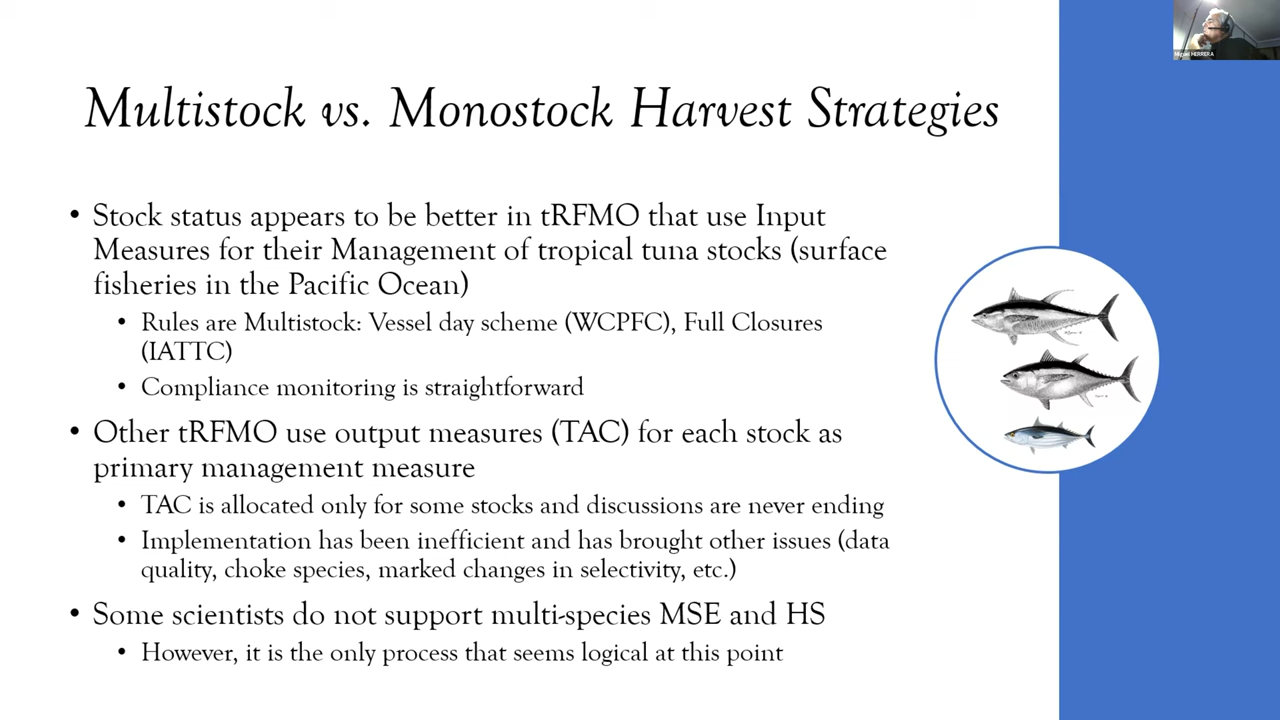 Miguel HERRERA
Multistock vs. Monostock Harvest Strategies
• Stock status appears to be better in tRFMO that use Input
Measures for their Management of tropical tuna stocks (surface
fisheries in the Pacific Ocean)
• Rules are Multistock: Vessel day scheme (WCPFC), Full Closures
(IATTC)
• Compliance monitoring is straightforward
• Other tRFMO use output measures (TAC) for each stock as
primary management measure
• TAC is allocated only for some stocks and discussions are never ending
• Implementation has been inefficient and has brought other issues (data
quality, choke species, marked changes in selectivity, etc.)
• Some scientists do not support multi-species MSE and HS
• However, it is the only process that seems logical at this point